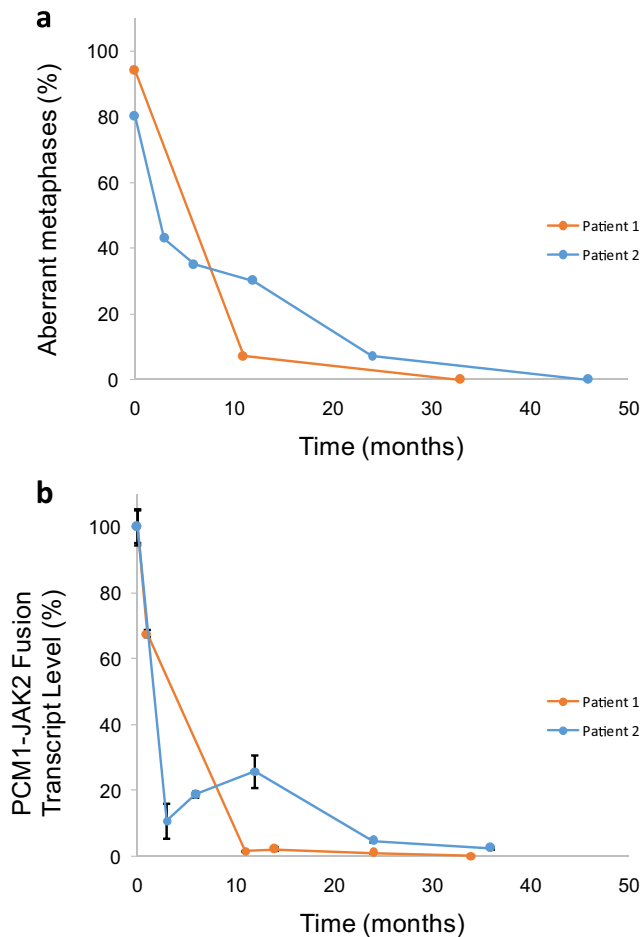 a
Aberrant metaphases (%)
100
80
60
40
20
0
0 10 20 30 40 50
Time (months)
Patient 1
Patient 2
b
PCM1-JAK2 Fusion
Transcript Level (%)
100
80
60
40
20
0
0 10 20 30 40 50
Time (months)
Patient 1
Patient 2